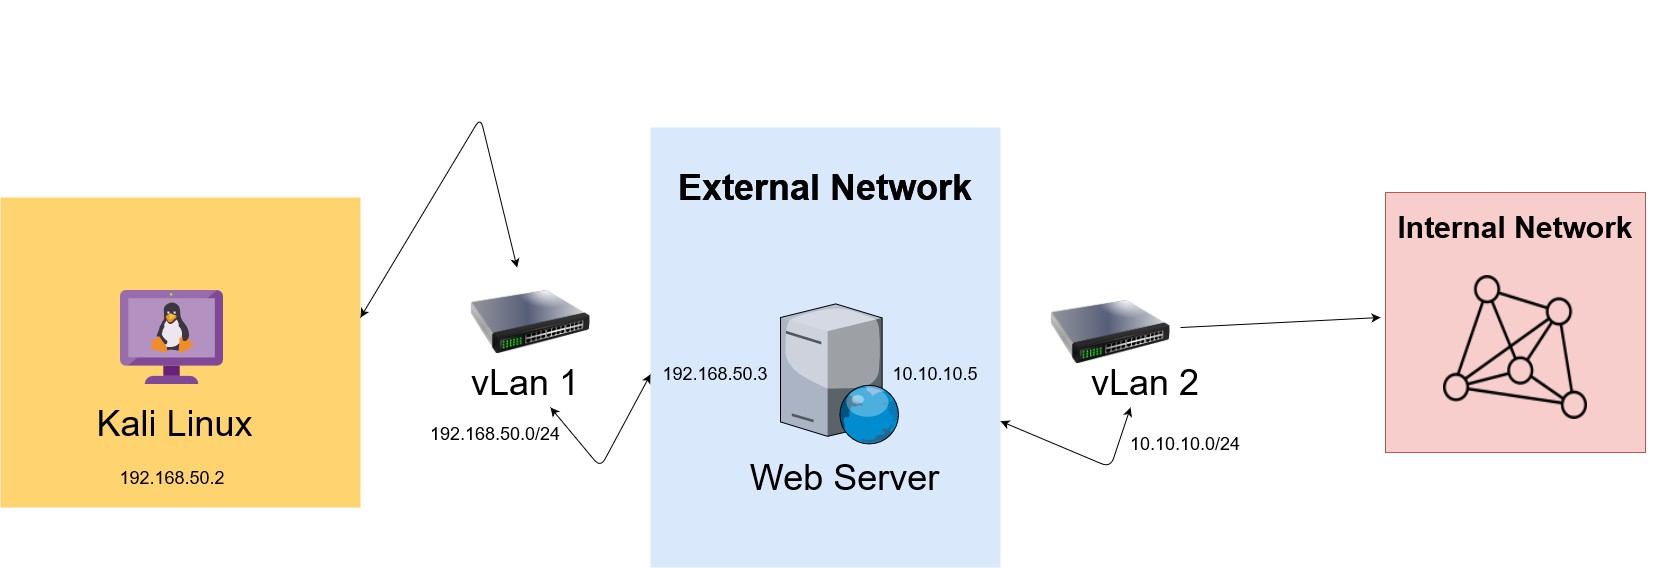 Kali Linux
192.168.50.2
vLan 1
192.168.50.0/24
External Network
192.168.50.3
10.10.10.5
Web Server
vLan 2
10.10.10.0/24
Internal Network